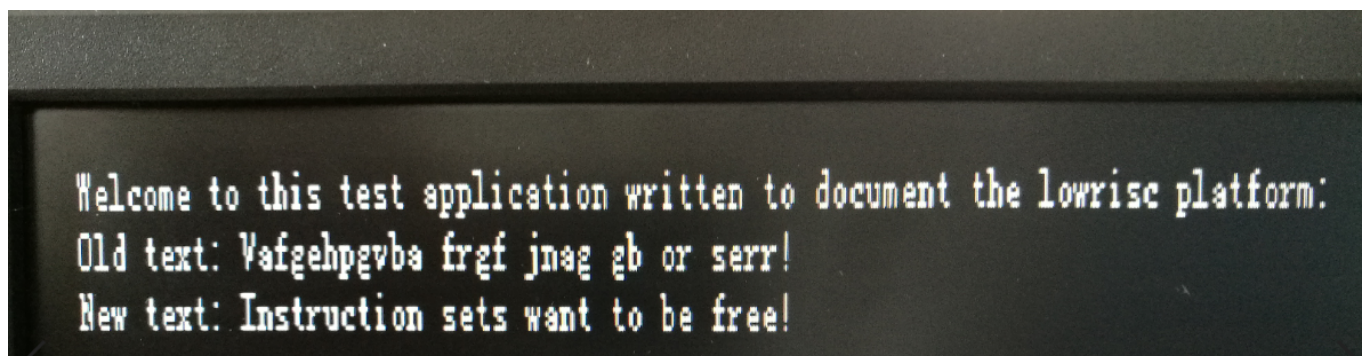 Welcome to this test application written to document the lowrisc platform:
Old text: Vafgehpgvba frgf jnag gb or serr!
New text: Instruction sets want to be free!